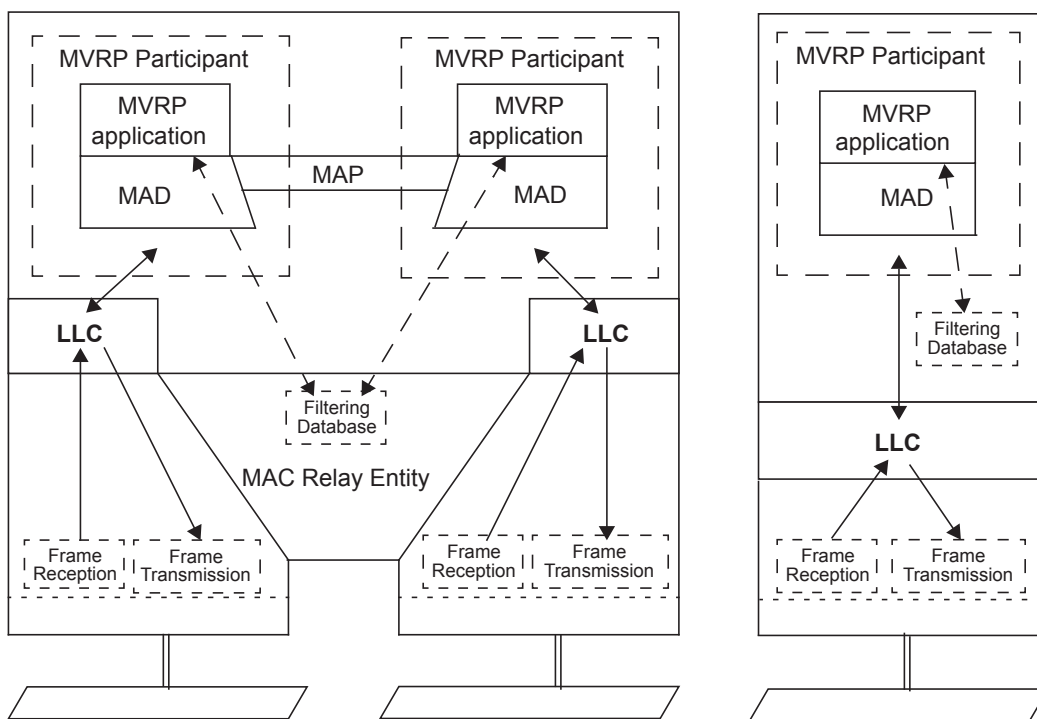 MVRP Participant
MVRP
application
MAD
MAP
MVRP Participant
MVRP
application
MAD
LLC
LLC
Filtering
Database
MAC Relay Entity
Frame
Reception
Frame
Transmission
Frame
Reception
Frame
Transmission
MVRP Participant
MVRP
application
MAD
Filtering
Database
LLC
Frame
Reception
Frame
Transmission